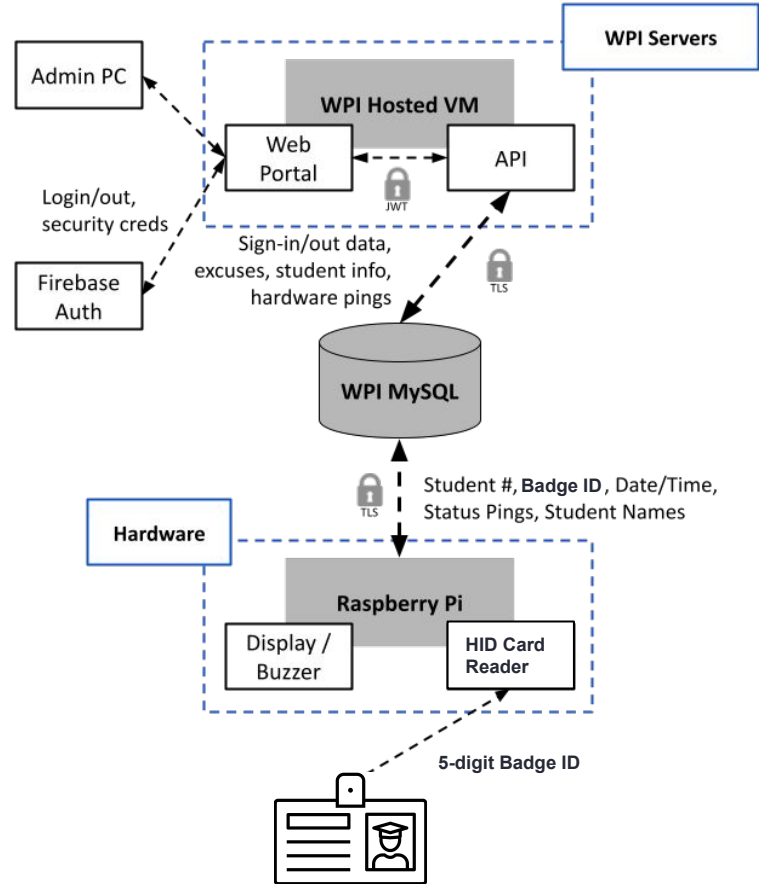 WPI Servers
Admin PC
WPI Hosted VM
Web
Portal
API
JWT
Login/out,
security creds
Firebase
Auth
Sign-in/out data,
excuses, student info,
hardware pings
TLS
WPI MySQL
TLS
Student #, Badge ID, Date/Time,
Status Pings, Student Names
Hardware
Raspberry Pi
Display /
Buzzer
HID Card
Reader
5-digit Badge ID